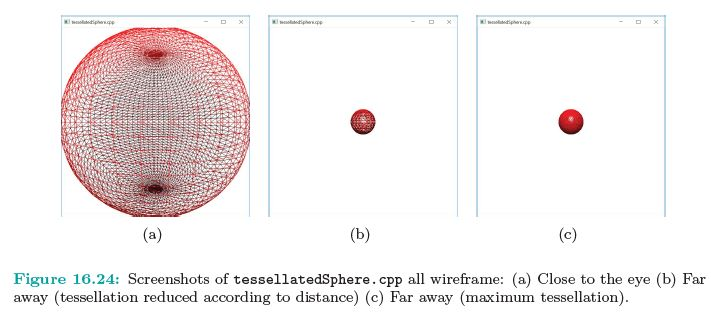 tessellatedSphere.cpp
tessellatedSphere.cpp
tessellatedSphere.cpp
(a)
(b)
(c)
Figure 16.24: Screenshots of tessellatedSphere.cpp all wireframe: (a) Close to the eye (b) Far
away (tessellation reduced according to distance) (c) Far away (maximum tessellation).